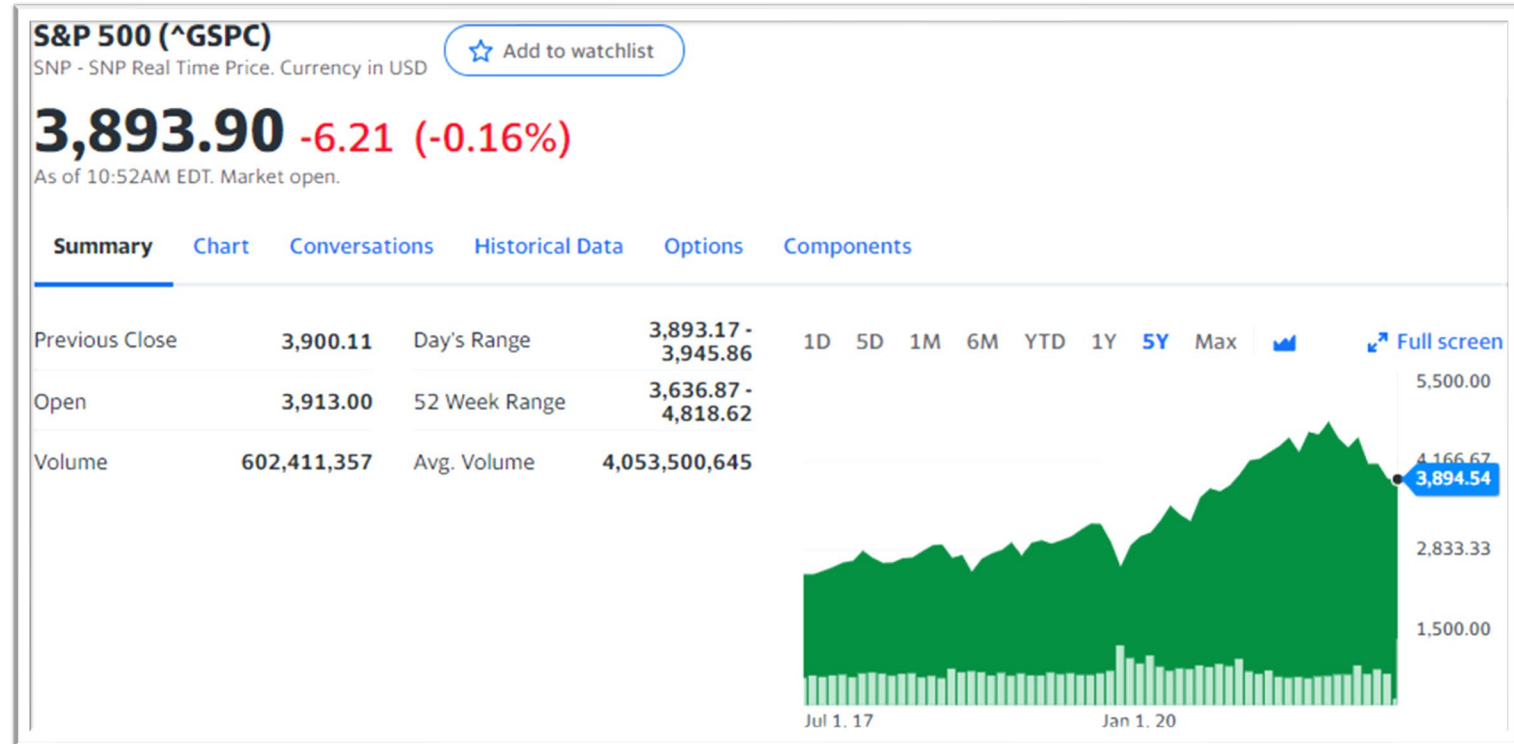 S&P 500 (^GSPC)
SNP - SNP Real Time Price. Currency in USD
Add to watchlist
3,893.90 -6.21 (-0.16%)
As of 10:52AM EDT. Market open.
Summary Chart Conversations Historical Data Options Components
Previous Close 3,900.11
Open 3,913.00
Volume 602,411,357
Day's Range 3,893.17 -
3,945.86
52 Week Range 3,636.87 -
4,818.62
Avg. Volume 4,053,500,645
1D 5D 1M 6M YTD 1Y 5Y Max Full screen
5,500.00
4,166.67
3,894.54
2,833.33
1,500.00
Jul 1, 17 Jan 1, 20